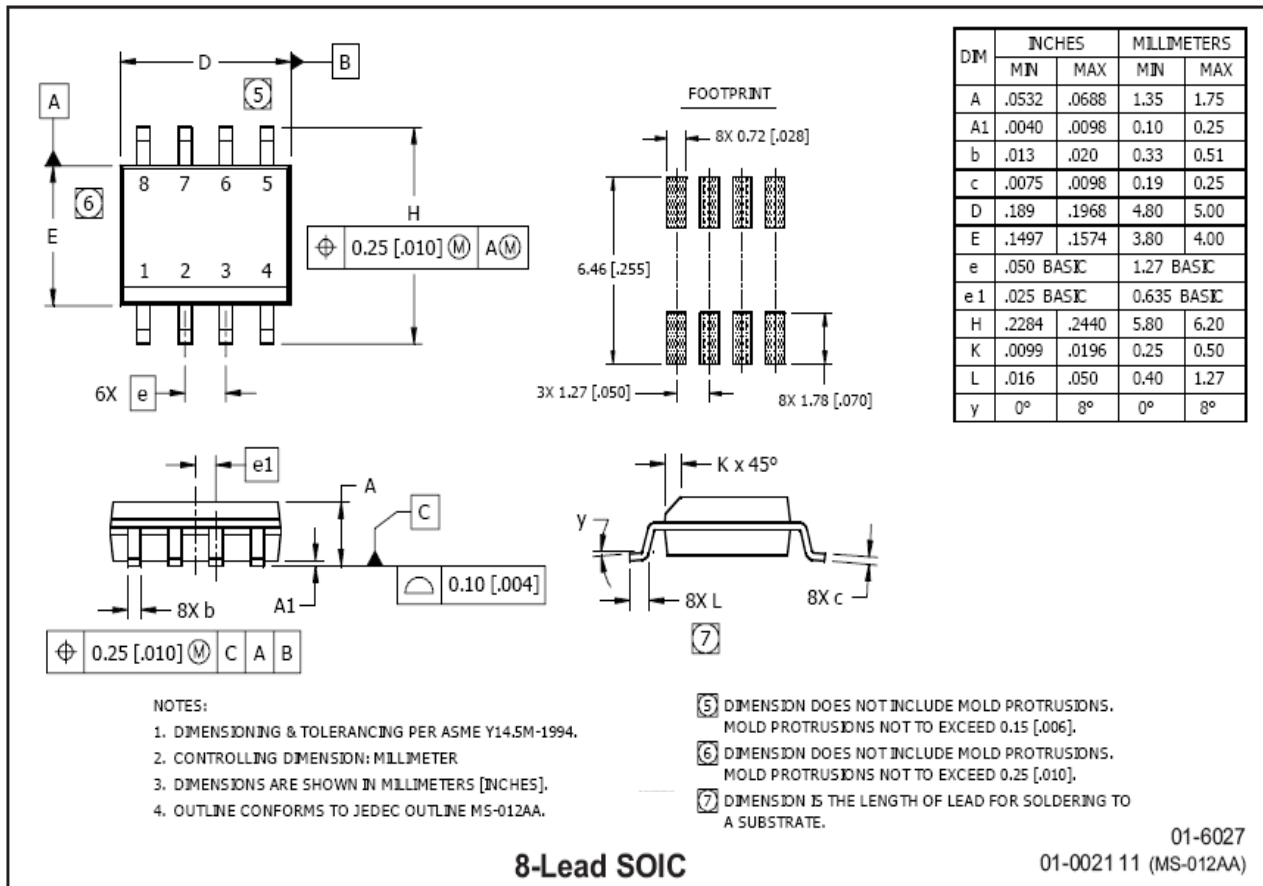 D
B
5
A
8 7 6 5
6
E
H
⌖ 0.25 [.010] Ⓜ A Ⓜ
1 2 3 4
6X e
FOOTPRINT
8X 0.72 [.028]
6.46 [.255]
3X 1.27 [.050]
8X 1.78 [.070]
DIM INCHES MILLIMETERS
MIN MAX MIN MAX
A .0532 .0688 1.35 1.75
A1 .0040 .0098 0.10 0.25
b .013 .020 0.33 0.51
c .0075 .0098 0.19 0.25
D .189 .1968 4.80 5.00
E .1497 .1574 3.80 4.00
e .050 BASIC 1.27 BASIC
e 1 .025 BASIC 0.635 BASIC
H .2284 .2440 5.80 6.20
K .0099 .0196 0.25 0.50
L .016 .050 0.40 1.27
y 0° 8° 0° 8°
e1
A
C
0.10 [.004]
8X b
A1
⌖ 0.25 [.010] Ⓜ C A B
K x 45°
y
8X L
8X c
7
NOTES:
1. DIMENSIONING & TOLERANCING PER ASME Y14.5M-1994.
2. CONTROLLING DIMENSION: MILLIMETER
3. DIMENSIONS ARE SHOWN IN MILLIMETERS [INCHES].
4. OUTLINE CONFORMS TO JEDEC OUTLINE MS-012AA.
5 DIMENSION DOES NOT INCLUDE MOLD PROTRUSIONS.
MOLD PROTRUSIONS NOT TO EXCEED 0.15 [.006].
6 DIMENSION DOES NOT INCLUDE MOLD PROTRUSIONS.
MOLD PROTRUSIONS NOT TO EXCEED 0.25 [.010].
7 DIMENSION IS THE LENGTH OF LEAD FOR SOLDERING TO
A SUBSTRATE.
8-Lead SOIC
01-6027
01-0021 11 (MS-012AA)